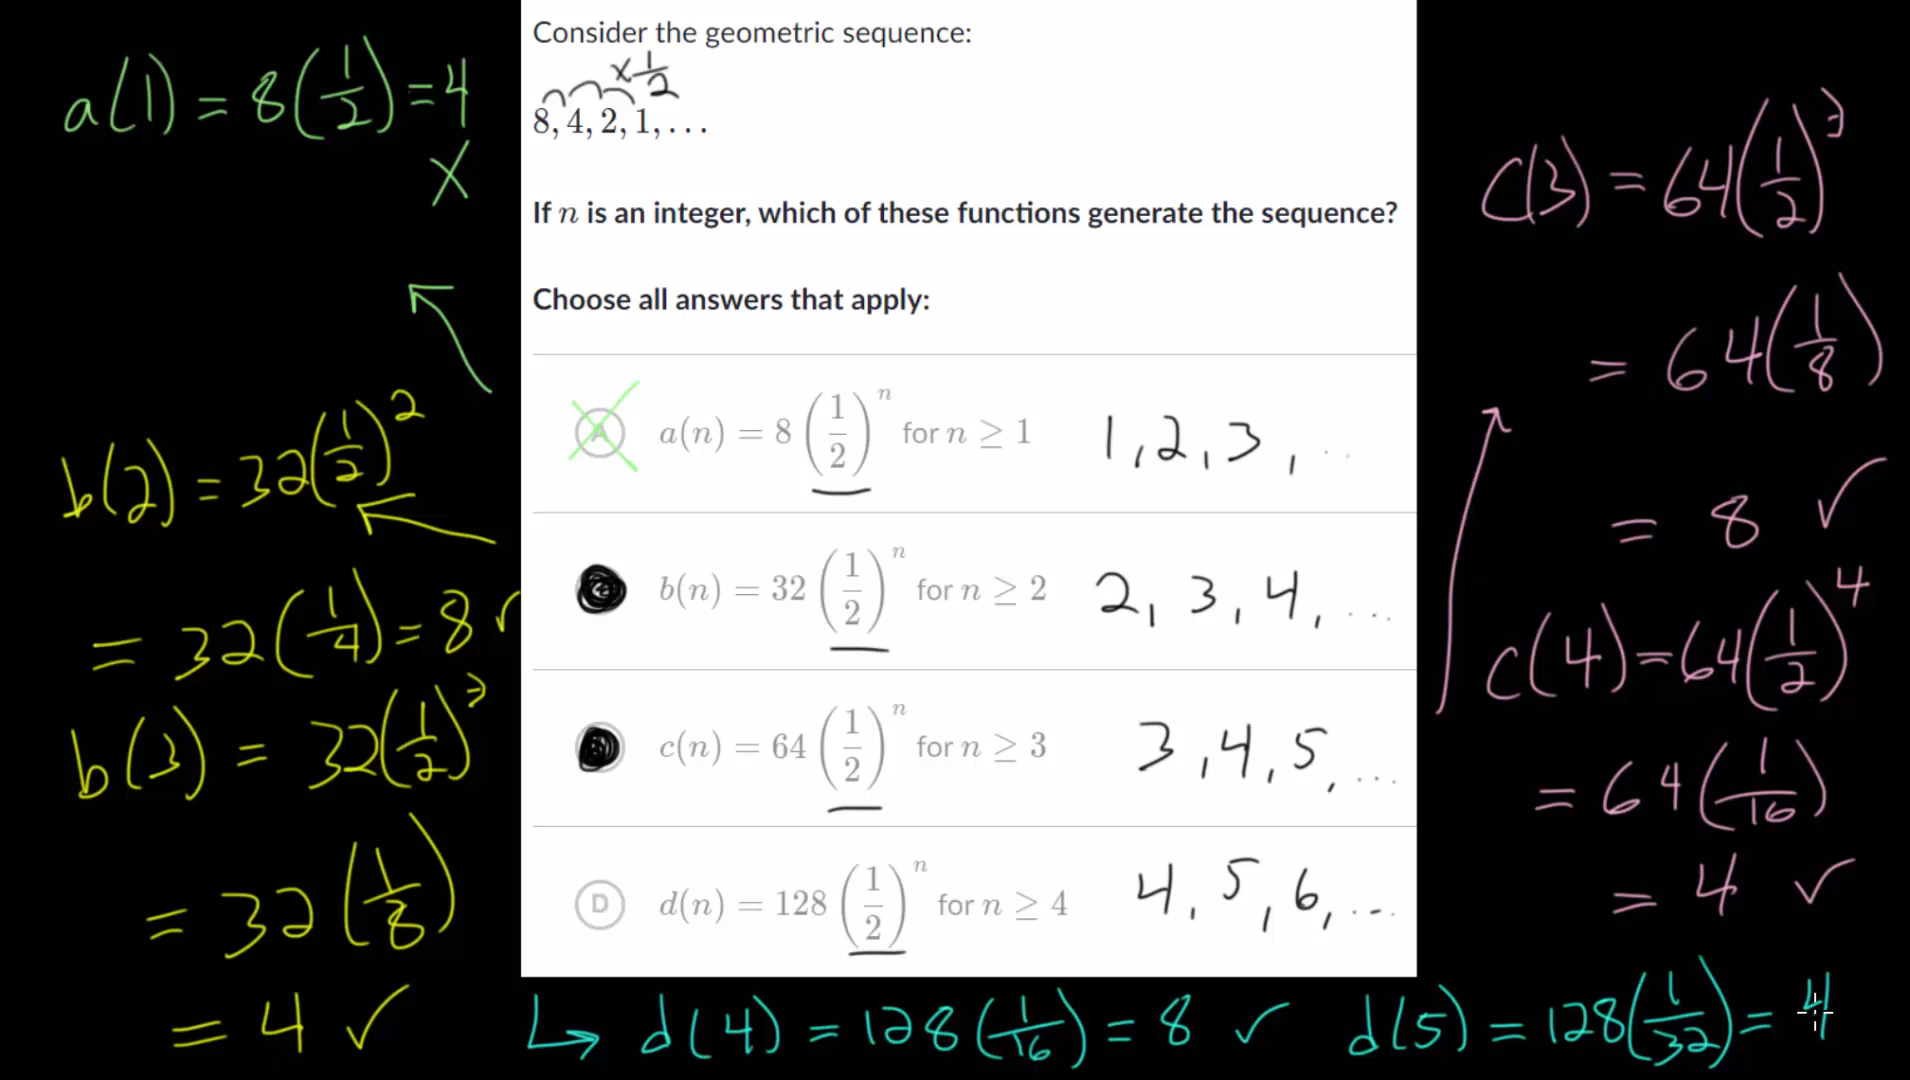 a(1) = 8(1/2) = 4
X
b(2) = 32(1/2)^2
= 32(1/4) = 8 ✓
b(3) = 32(1/2)^3
= 32(1/8)
= 4 ✓
Consider the geometric sequence:
×1/2
8, 4, 2, 1, ...
If n is an integer, which of these functions generate the sequence?
Choose all answers that apply:
A a(n) = 8(1/2)^n for n ≥ 1 1, 2, 3, ...
b(n) = 32(1/2)^n for n ≥ 2 2, 3, 4, ...
c(n) = 64(1/2)^n for n ≥ 3 3, 4, 5, ...
D d(n) = 128(1/2)^n for n ≥ 4 4, 5, 6, ...
C(3) = 64(1/2)^3
= 64(1/8)
= 8 ✓
c(4) = 64(1/2)^4
= 64(1/16)
= 4 ✓
↳ d(4) = 128(1/16) = 8 ✓ d(5) = 128(1/32) = 4